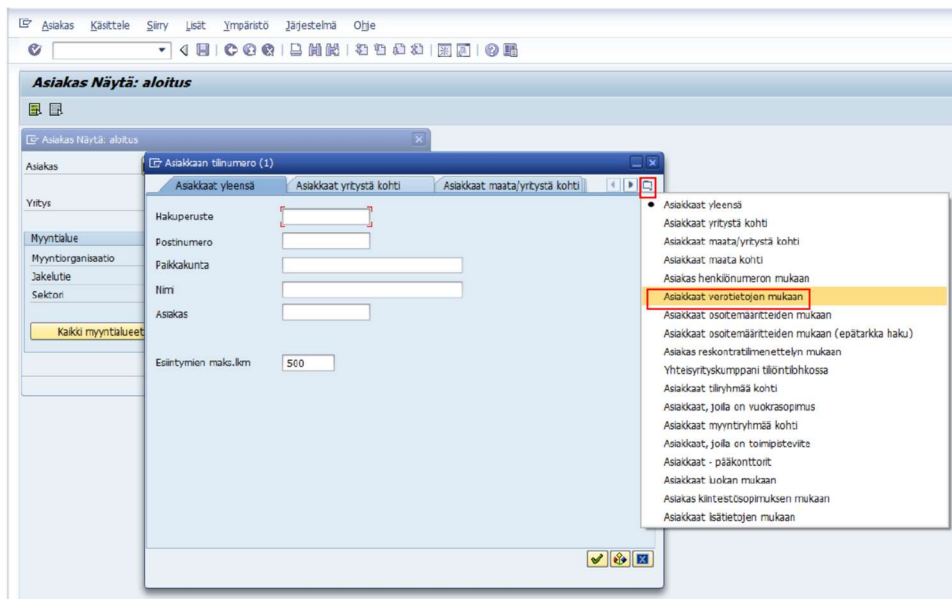 Asiakas Käsittele Siirry Lisät Ympäristö Järjestelmä Ohje
Asiakas Näytä: aloitus
Asiakas Näytä: aloitus
Asiakas
Yritys
Myyntialue
Myyntiorganisaatio
Jakelutie
Sektori
Kaikki myyntialueet
Asiakkaan tilinumero (1)
Asiakkaat yleensä Asiakkaat yritystä kohti Asiakkaat maata/yritystä kohti
Hakuperuste
Postinumero
Paikkakunta
Nimi
Asiakas
Esiintymien maks.lkm 500
Asiakkaat yleensä
Asiakkaat yritystä kohti
Asiakkaat maata/yritystä kohti
Asiakkaat maata kohti
Asiakas henkilönumeron mukaan
Asiakkaat verotietojen mukaan
Asiakkaat osoitemääritteiden mukaan
Asiakkaat osoitemääritteiden mukaan (epätarkka haku)
Asiakas reskontratilimenettelyn mukaan
Yhteisyrityskumppani tiliöintilohkossa
Asiakkaat tiliryhmää kohti
Asiakkaat, joilla on vuokrasopimus
Asiakkaat myyntiryhmää kohti
Asiakkaat, joilla on toimipisteviite
Asiakkaat - pääkonttorit
Asiakkaat luokan mukaan
Asiakas kiinteistösopimuksen mukaan
Asiakkaat lisätietojen mukaan